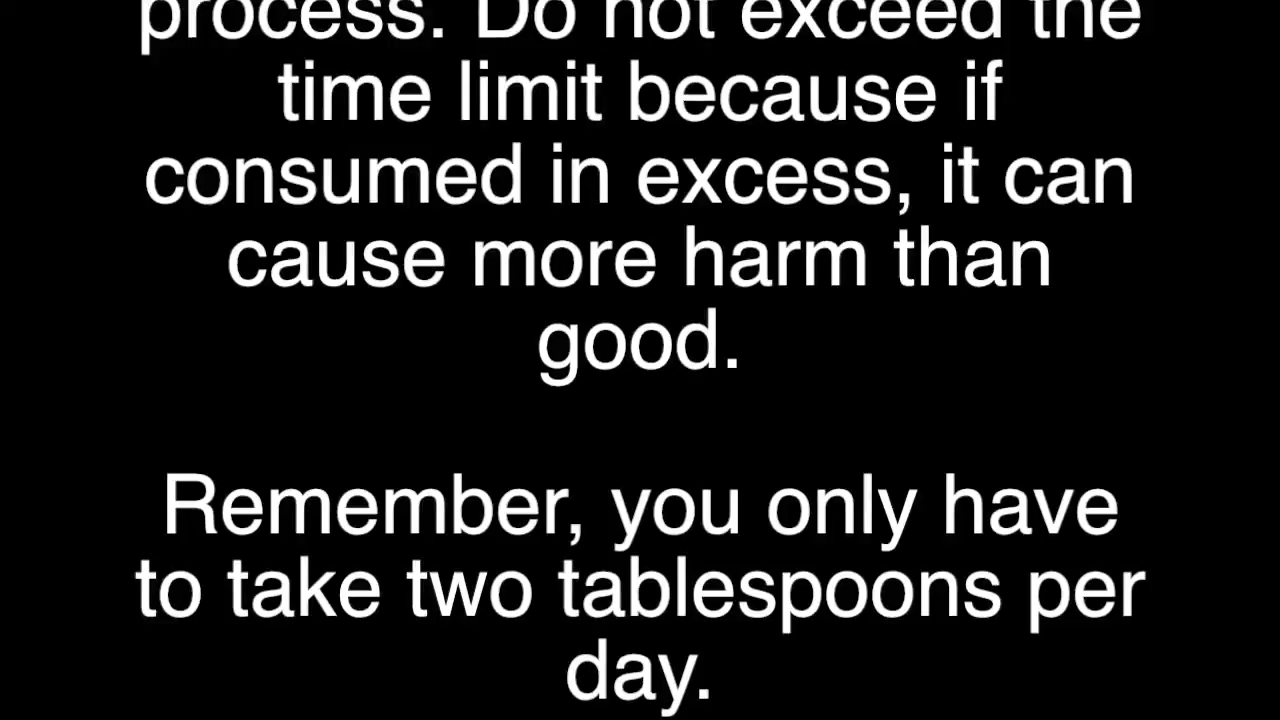 process. Do not exceed the
time limit because if
consumed in excess, it can
cause more harm than
good.
Remember, you only have
to take two tablespoons per
day.